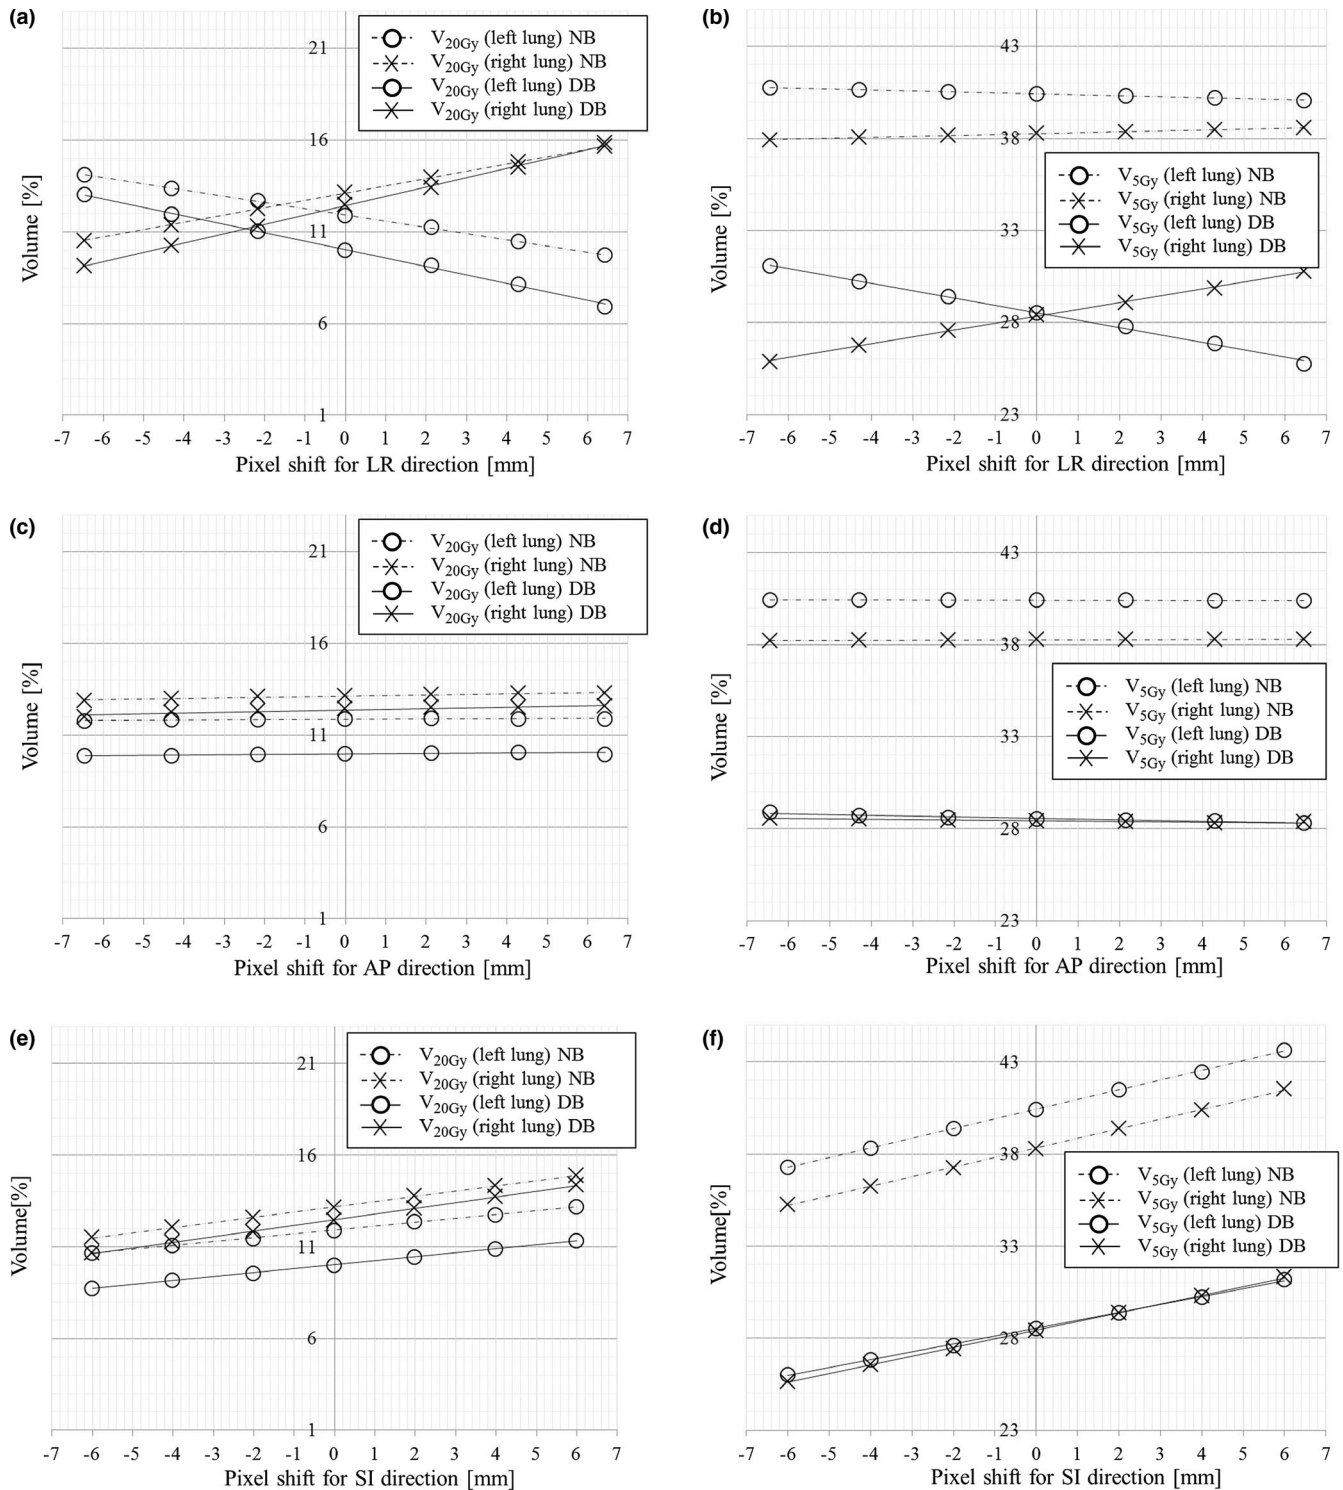 (a)
V20Gy (left lung) NB
V20Gy (right lung) NB
V20Gy (left lung) DB
V20Gy (right lung) DB
21
16
11
6
1
Volume [%]
-7 -6 -5 -4 -3 -2 -1 0 1 2 3 4 5 6 7
Pixel shift for LR direction [mm]
(b)
43
38
33
28
23
V5Gy (left lung) NB
V5Gy (right lung) NB
V5Gy (left lung) DB
V5Gy (right lung) DB
Volume [%]
-7 -6 -5 -4 -3 -2 -1 0 1 2 3 4 5 6 7
Pixel shift for LR direction [mm]
(c)
V20Gy (left lung) NB
V20Gy (right lung) NB
V20Gy (left lung) DB
V20Gy (right lung) DB
21
16
11
6
1
Volume [%]
-7 -6 -5 -4 -3 -2 -1 0 1 2 3 4 5 6 7
Pixel shift for AP direction [mm]
(d)
43
38
33
28
23
V5Gy (left lung) NB
V5Gy (right lung) NB
V5Gy (left lung) DB
V5Gy (right lung) DB
Volume [%]
-7 -6 -5 -4 -3 -2 -1 0 1 2 3 4 5 6 7
Pixel shift for AP direction [mm]
(e)
V20Gy (left lung) NB
V20Gy (right lung) NB
V20Gy (left lung) DB
V20Gy (right lung) DB
21
16
11
6
1
Volume[%]
-7 -6 -5 -4 -3 -2 -1 0 1 2 3 4 5 6 7
Pixel shift for SI direction [mm]
(f)
43
38
33
28
23
V5Gy (left lung) NB
V5Gy (right lung) NB
V5Gy (left lung) DB
V5Gy (right lung) DB
Volume[%]
-7 -6 -5 -4 -3 -2 -1 0 1 2 3 4 5 6 7
Pixel shift for SI direction [mm]